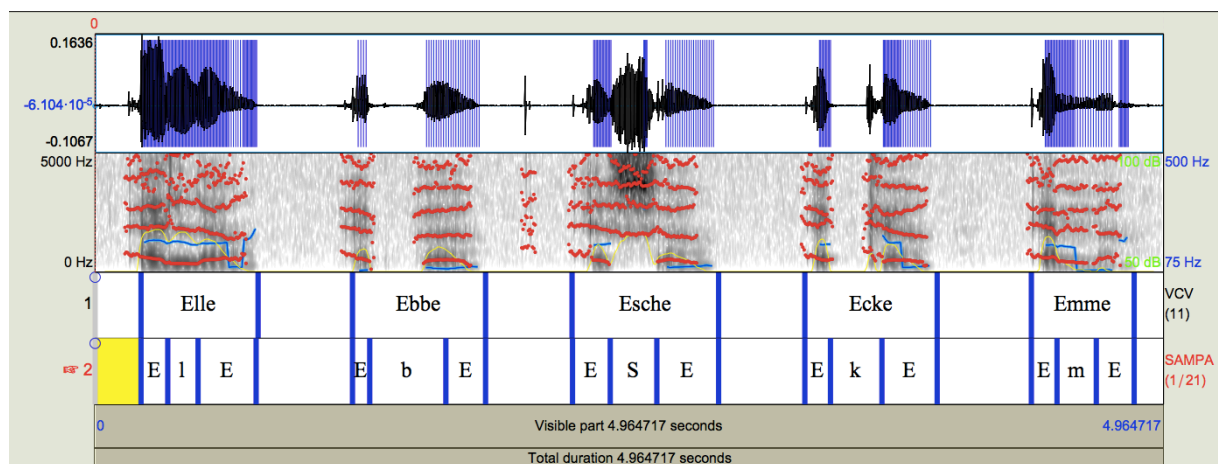 0
0.1636
-6.104·10-5
-0.1067
5000 Hz 100 dB 500 Hz
0 Hz 50 dB 75 Hz
1 Elle Ebbe Esche Ecke Emme VCV
(11)
☞ 2 E l E E b E E S E E k E E m E SAMPA
(1/21)
0 Visible part 4.964717 seconds 4.964717
Total duration 4.964717 seconds